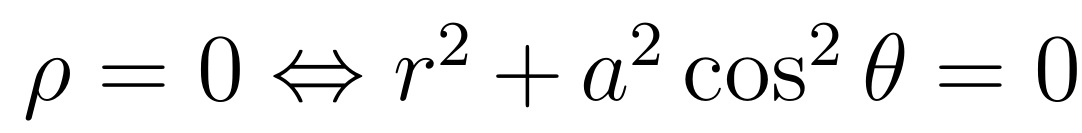 ρ = 0 ⇔ r² + a² cos² θ = 0